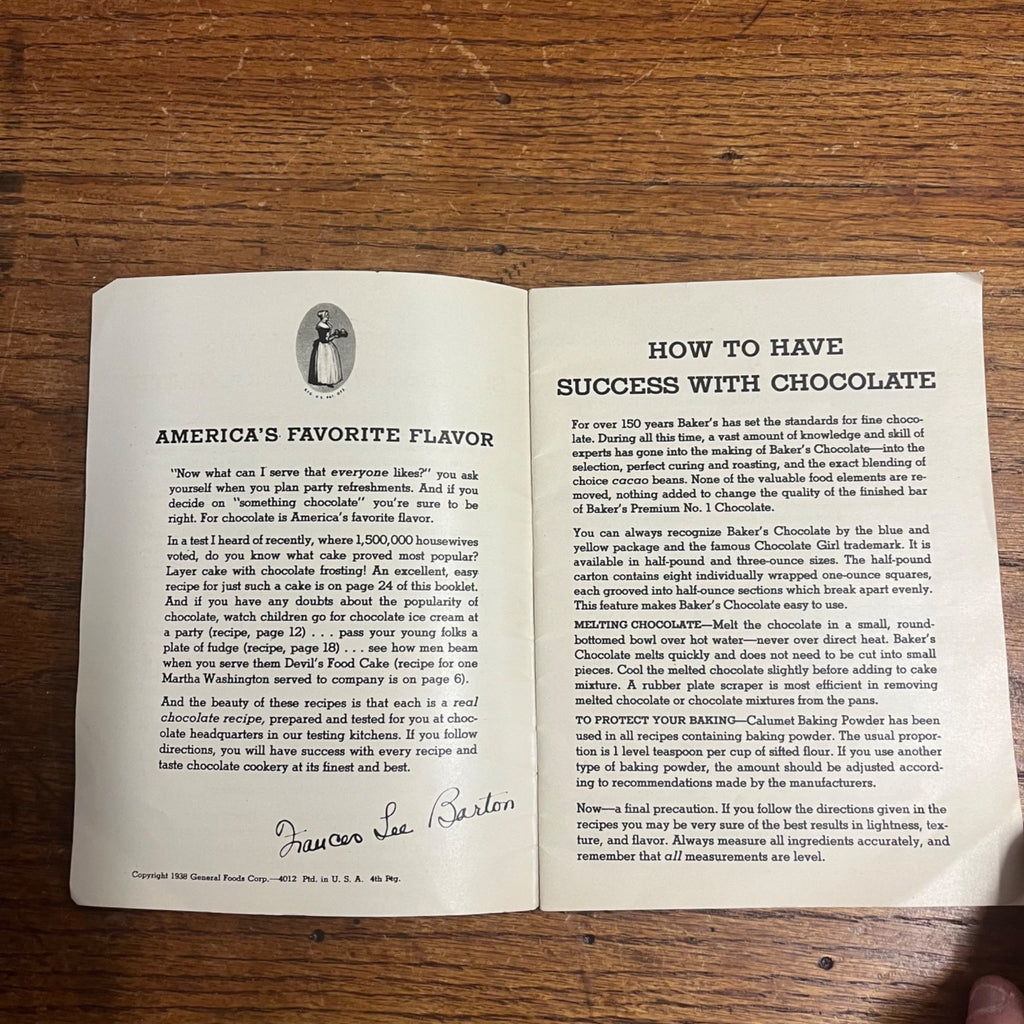 REG. U.S. PAT. OFF.
AMERICA'S FAVORITE FLAVOR
"Now what can I serve that everyone likes?" you ask
yourself when you plan party refreshments. And if you
decide on "something chocolate" you're sure to be
right. For chocolate is America's favorite flavor.
In a test I heard of recently, where 1,500,000 housewives
voted, do you know what cake proved most popular?
Layer cake with chocolate frosting! An excellent, easy
recipe for just such a cake is on page 24 of this booklet.
And if you have any doubts about the popularity of
chocolate, watch children go for chocolate ice cream at
a party (recipe, page 12) . . . pass your young folks a
plate of fudge (recipe, page 18) . . . see how men beam
when you serve them Devil's Food Cake (recipe for one
Martha Washington served to company is on page 6).
And the beauty of these recipes is that each is a real
chocolate recipe, prepared and tested for you at choc-
olate headquarters in our testing kitchens. If you follow
directions, you will have success with every recipe and
taste chocolate cookery at its finest and best.
Frances Lee Barton
Copyright 1938 General Foods Corp.—4012 Ptd. in U. S. A. 4th Ptg.
HOW TO HAVE
SUCCESS WITH CHOCOLATE
For over 150 years Baker's has set the standards for fine choco-
late. During all this time, a vast amount of knowledge and skill of
experts has gone into the making of Baker's Chocolate—into the
selection, perfect curing and roasting, and the exact blending of
choice cacao beans. None of the valuable food elements are re-
moved, nothing added to change the quality of the finished bar
of Baker's Premium No. 1 Chocolate.
You can always recognize Baker's Chocolate by the blue and
yellow package and the famous Chocolate Girl trademark. It is
available in half-pound and three-ounce sizes. The half-pound
carton contains eight individually wrapped one-ounce squares,
each grooved into half-ounce sections which break apart evenly.
This feature makes Baker's Chocolate easy to use.
MELTING CHOCOLATE—Melt the chocolate in a small, round-
bottomed bowl over hot water—never over direct heat. Baker's
Chocolate melts quickly and does not need to be cut into small
pieces. Cool the melted chocolate slightly before adding to cake
mixture. A rubber plate scraper is most efficient in removing
melted chocolate or chocolate mixtures from the pans.
TO PROTECT YOUR BAKING—Calumet Baking Powder has been
used in all recipes containing baking powder. The usual propor-
tion is 1 level teaspoon per cup of sifted flour. If you use another
type of baking powder, the amount should be adjusted accord-
ing to recommendations made by the manufacturers.
Now—a final precaution. If you follow the directions given in the
recipes you may be very sure of the best results in lightness, tex-
ture, and flavor. Always measure all ingredients accurately, and
remember that all measurements are level.